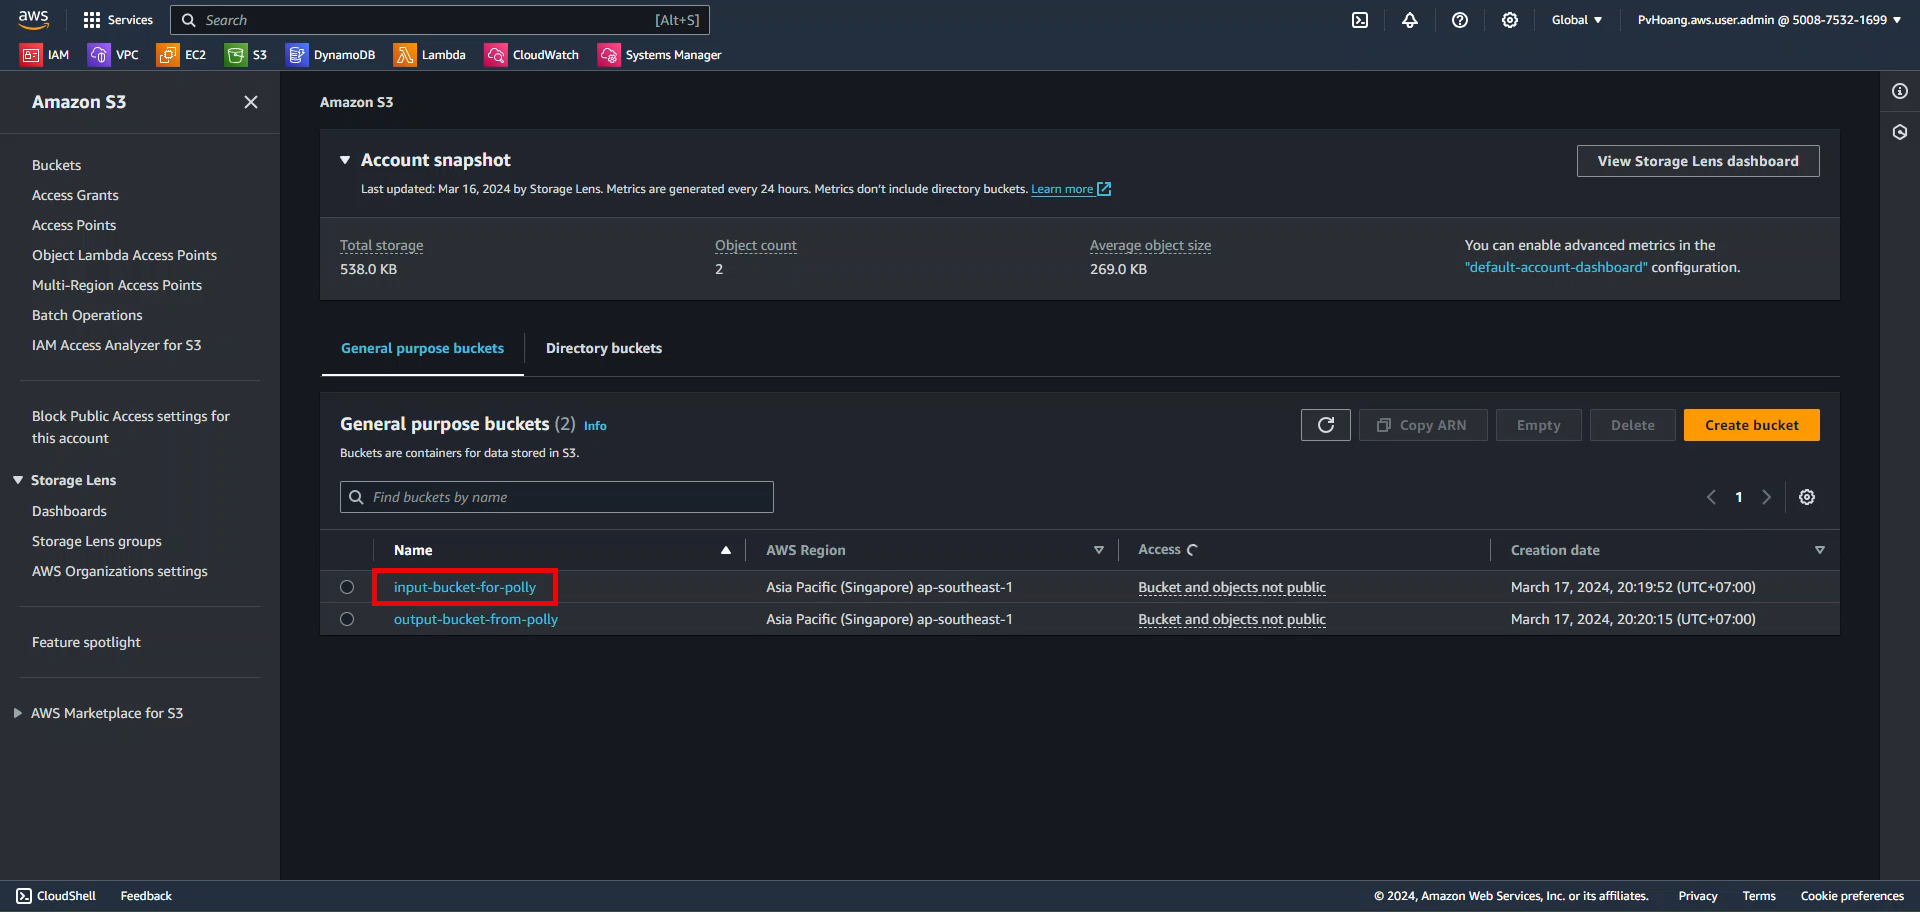 aws Services Search [Alt+S] Global PvHoang.aws.user.admin @ 5008-7532-1699
IAM VPC EC2 S3 DynamoDB Lambda CloudWatch Systems Manager
Amazon S3
Buckets
Access Grants
Access Points
Object Lambda Access Points
Multi-Region Access Points
Batch Operations
IAM Access Analyzer for S3
Block Public Access settings for
this account
Storage Lens
Dashboards
Storage Lens groups
AWS Organizations settings
Feature spotlight
AWS Marketplace for S3
Amazon S3
Account snapshot
View Storage Lens dashboard
Last updated: Mar 16, 2024 by Storage Lens. Metrics are generated every 24 hours. Metrics don't include directory buckets. Learn more
Total storage
538.0 KB
Object count
2
Average object size
269.0 KB
You can enable advanced metrics in the
"default-account-dashboard" configuration.
General purpose buckets Directory buckets
General purpose buckets (2) Info
Copy ARN Empty Delete Create bucket
Buckets are containers for data stored in S3.
Find buckets by name
1
Name AWS Region Access Creation date
input-bucket-for-polly Asia Pacific (Singapore) ap-southeast-1 Bucket and objects not public March 17, 2024, 20:19:52 (UTC+07:00)
output-bucket-from-polly Asia Pacific (Singapore) ap-southeast-1 Bucket and objects not public March 17, 2024, 20:20:15 (UTC+07:00)
CloudShell Feedback © 2024, Amazon Web Services, Inc. or its affiliates. Privacy Terms Cookie preferences